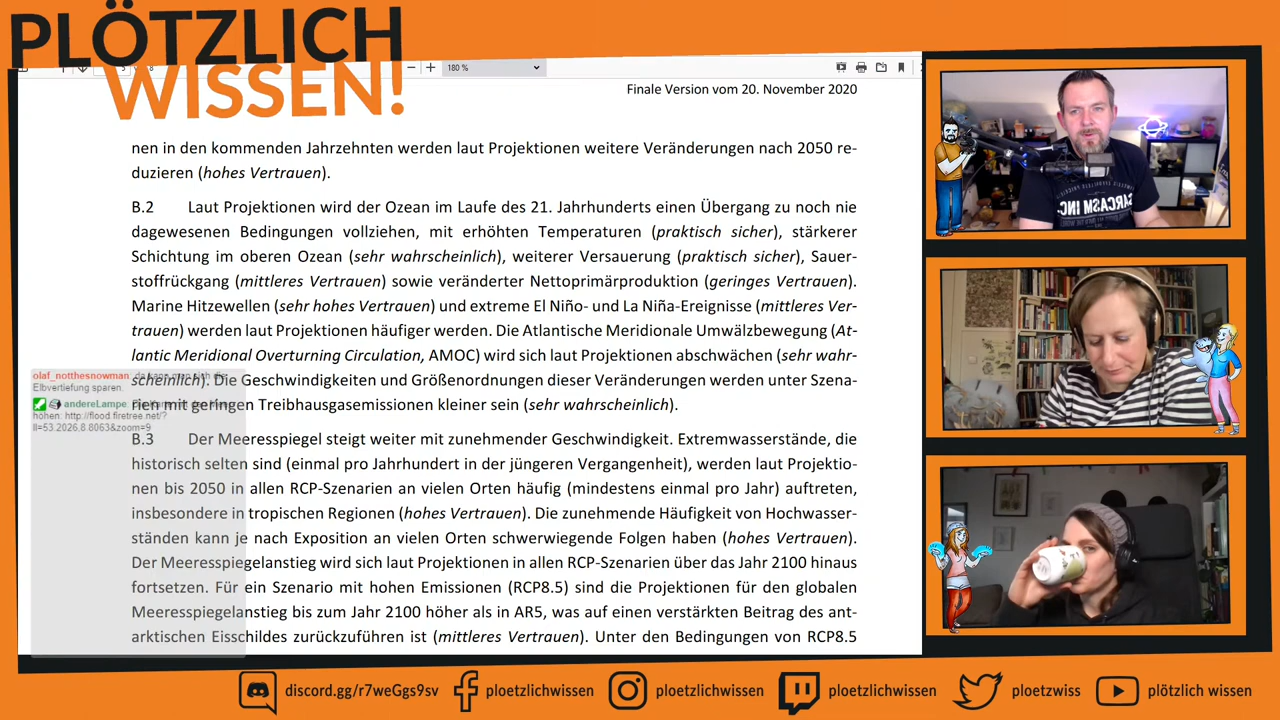 PLÖTZLICH
WISSEN!
180 %
Finale Version vom 20. November 2020
nen in den kommenden Jahrzehnten werden laut Projektionen weitere Veränderungen nach 2050 re-
duzieren (hohes Vertrauen).
B.2 Laut Projektionen wird der Ozean im Laufe des 21. Jahrhunderts einen Übergang zu noch nie
dagewesenen Bedingungen vollziehen, mit erhöhten Temperaturen (praktisch sicher), stärkerer
Schichtung im oberen Ozean (sehr wahrscheinlich), weiterer Versauerung (praktisch sicher), Sauer-
stoffrückgang (mittleres Vertrauen) sowie veränderter Nettoprimärproduktion (geringes Vertrauen).
Marine Hitzewellen (sehr hohes Vertrauen) und extreme El Niño- und La Niña-Ereignisse (mittleres Ver-
trauen) werden laut Projektionen häufiger werden. Die Atlantische Meridionale Umwälzbewegung (At-
lantic Meridional Overturning Circulation, AMOC) wird sich laut Projektionen abschwächen (sehr wahr-
scheinlich). Die Geschwindigkeiten und Größenordnungen dieser Veränderungen werden unter Szena-
rien mit geringen Treibhausgasemissionen kleiner sein (sehr wahrscheinlich).
B.3 Der Meeresspiegel steigt weiter mit zunehmender Geschwindigkeit. Extremwasserstände, die
historisch selten sind (einmal pro Jahrhundert in der jüngeren Vergangenheit), werden laut Projektio-
nen bis 2050 in allen RCP-Szenarien an vielen Orten häufig (mindestens einmal pro Jahr) auftreten,
insbesondere in tropischen Regionen (hohes Vertrauen). Die zunehmende Häufigkeit von Hochwasser-
ständen kann je nach Exposition an vielen Orten schwerwiegende Folgen haben (hohes Vertrauen).
Der Meeresspiegelanstieg wird sich laut Projektionen in allen RCP-Szenarien über das Jahr 2100 hinaus
fortsetzen. Für ein Szenario mit hohen Emissionen (RCP8.5) sind die Projektionen für den globalen
Meeresspiegelanstieg bis zum Jahr 2100 höher als in AR5, was auf einen verstärkten Beitrag des ant-
arktischen Eisschildes zurückzuführen ist (mittleres Vertrauen). Unter den Bedingungen von RCP8.5
olaf_notthesnowman: die
Elbvertiefung sparen.
andereLampe:
höhen: http://flood.firetree.net/?
ll=53.2026,8.8063&zoom=9
SARCASM INC.
discord.gg/r7weGgs9sv
ploetzlichwissen
ploetzlichwissen
ploetzlichwissen
ploetzwiss
plötzlich wissen